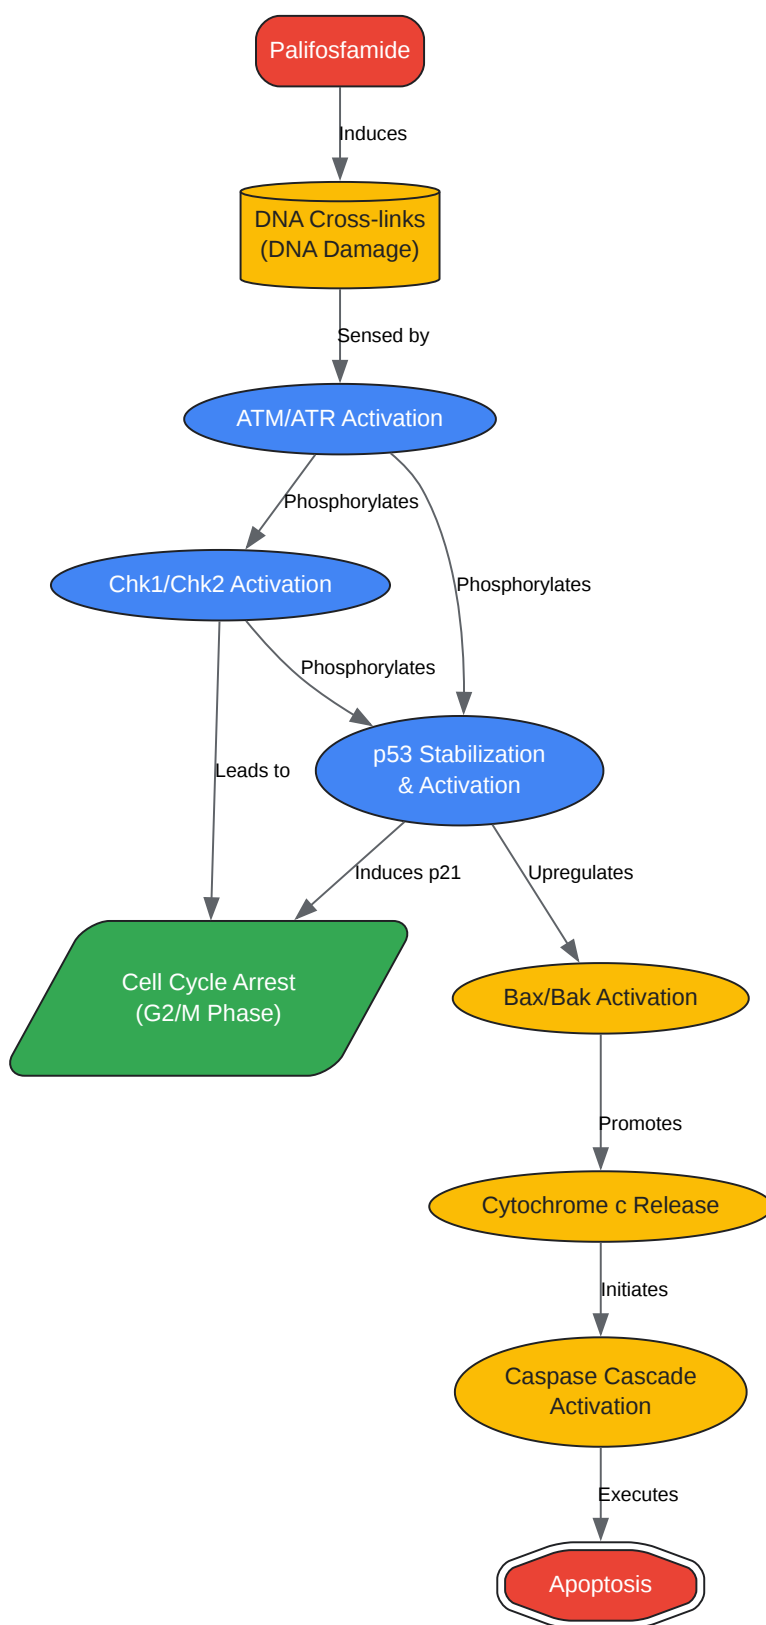 Palifosfamide
Induces
DNA Cross-links
(DNA Damage)
Sensed by
ATM/ATR Activation
Phosphorylates
Chk1/Chk2 Activation
Phosphorylates
Phosphorylates
p53 Stabilization
& Activation
Leads to
Induces p21
Upregulates
Cell Cycle Arrest
(G2/M Phase)
Bax/Bak Activation
Promotes
Cytochrome c Release
Initiates
Caspase Cascade
Activation
Executes
Apoptosis